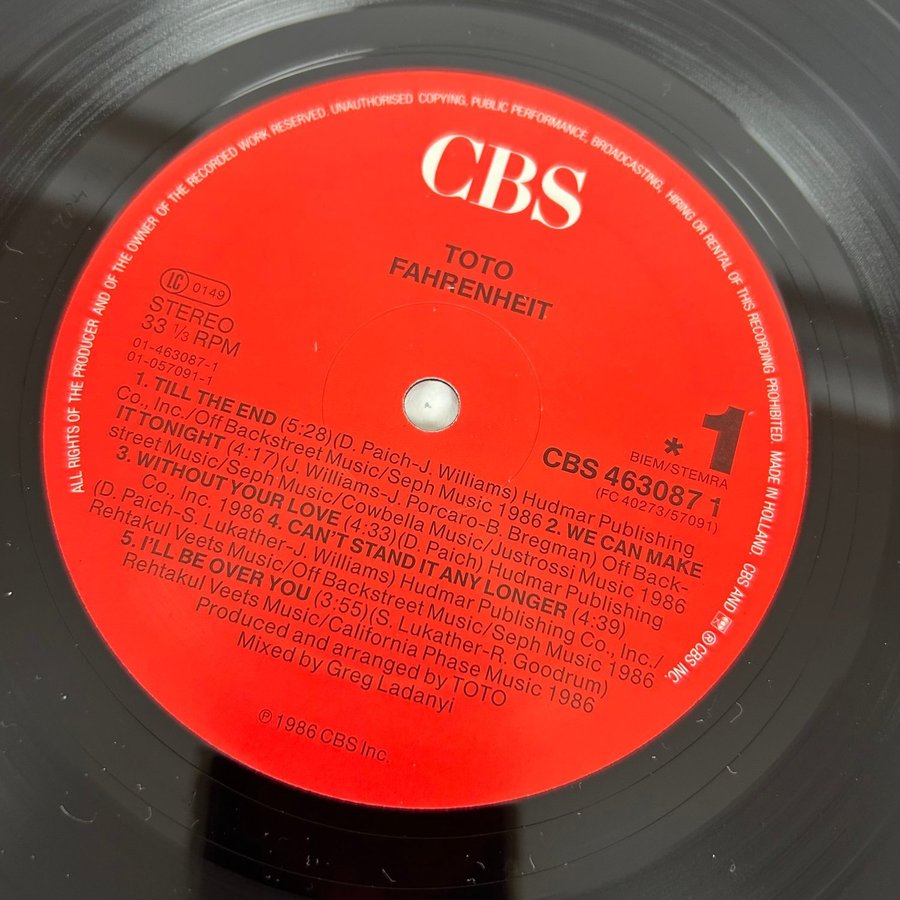 ALL RIGHTS OF THE PRODUCER AND OF THE OWNER OF THE RECORDED WORK RESERVED. UNAUTHORISED COPYING, PUBLIC PERFORMANCE, BROADCASTING, HIRING OR RENTAL OF THIS RECORDING PROHIBITED. MADE IN HOLLAND. CBS AND ℗ CBS INC.
CBS
TOTO
FAHRENHEIT
LC 0149
STEREO
33 1/3 RPM
01-463087-1
01-057091-1
* 1
BIEM/STEMRA
CBS 463087 1
(FC 40273/57091)
1. TILL THE END (5:28)(D. Paich-J. Williams) Hudmar Publishing
Co., Inc./Off Backstreet Music/Seph Music 1986 2. WE CAN MAKE
IT TONIGHT (4:17)(J. Williams-J. Porcaro-B. Bregman) Off Back-
street Music/Seph Music/Cowbella Music/Justrossi Music 1986
3. WITHOUT YOUR LOVE (4:33)(D. Paich) Hudmar Publishing
Co., Inc. 1986 4. CAN'T STAND IT ANY LONGER (4:39)
(D. Paich-S. Lukather-J. Williams) Hudmar Publishing Co., Inc./
Rehtakul Veets Music/Off Backstreet Music/Seph Music 1986
5. I'LL BE OVER YOU (3:55)(S. Lukather-R. Goodrum)
Rehtakul Veets Music/California Phase Music 1986
Produced and arranged by TOTO
Mixed by Greg Ladanyi
℗ 1986 CBS Inc.